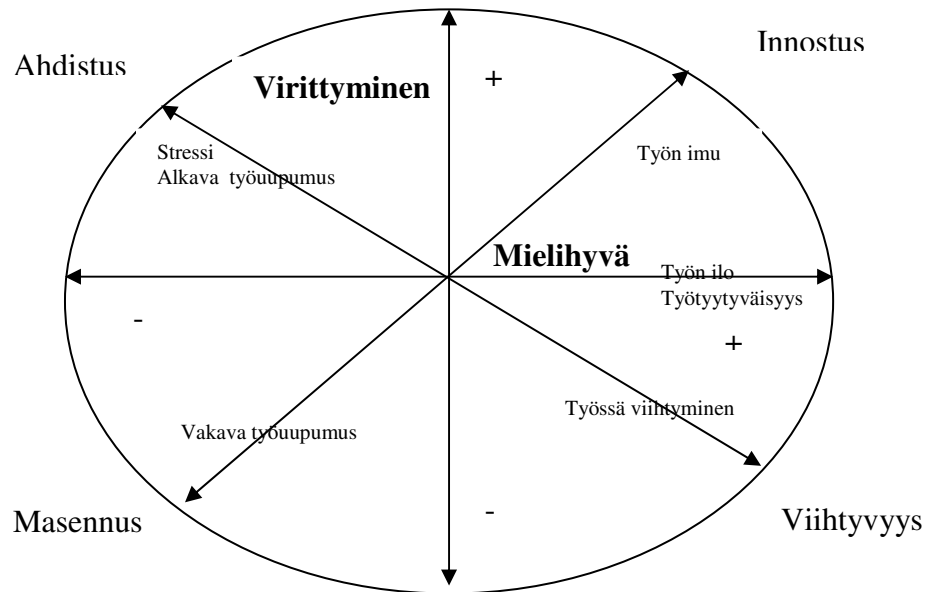 Innostus
Ahdistus
Virittyminen
+
Stressi
Alkava työuupumus
Työn imu
Mielihyvä
Työn ilo
Työtyytyväisyys
-
+
Työssä viihtyminen
Vakava työuupumus
Masennus
-
Viihtyvyys